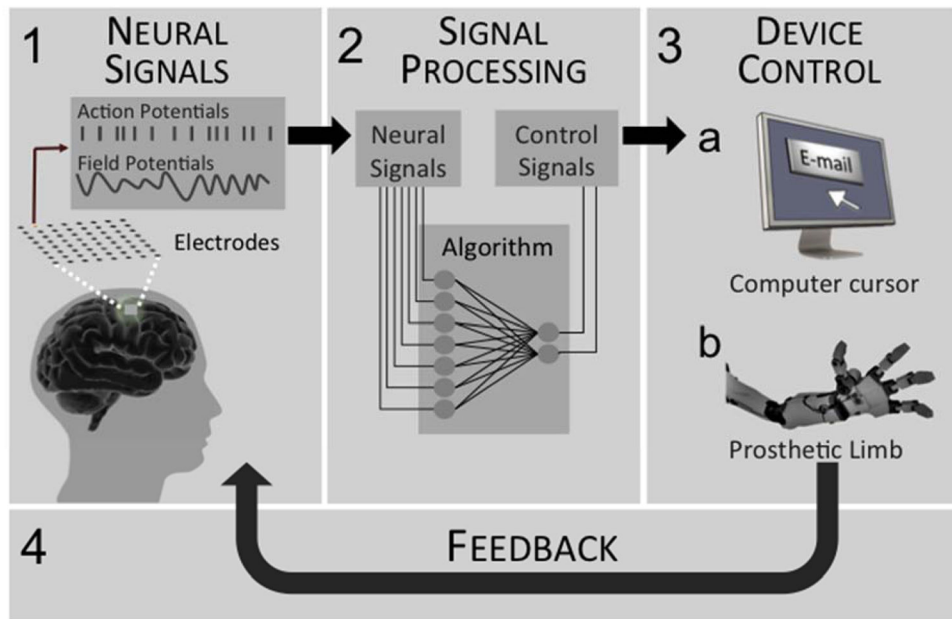 1
NEURAL
SIGNALS
Action Potentials
Field Potentials
Electrodes
2
SIGNAL
PROCESSING
Neural
Signals
Control
Signals
Algorithm
3
DEVICE
CONTROL
a
E-mail
Computer cursor
b
Prosthetic Limb
4
FEEDBACK